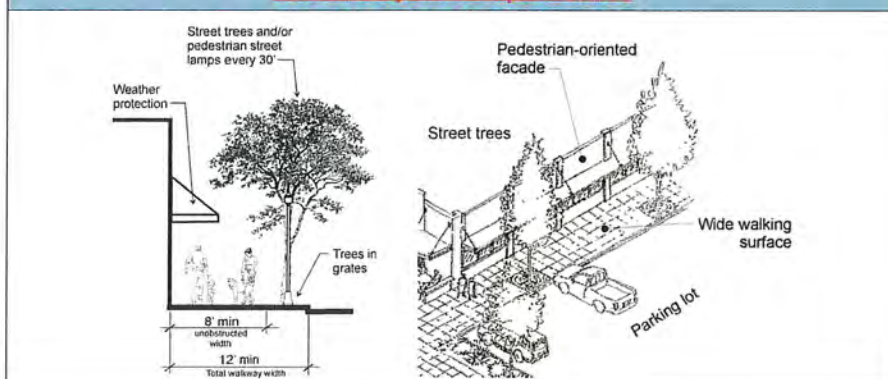 Street trees and/or
pedestrian street
lamps every 30'
Weather
protection
Trees in
grates
8' min
unobstructed
width
12' min
Total walkway width
Pedestrian-oriented
facade
Street trees
Wide walking
surface
Parking lot